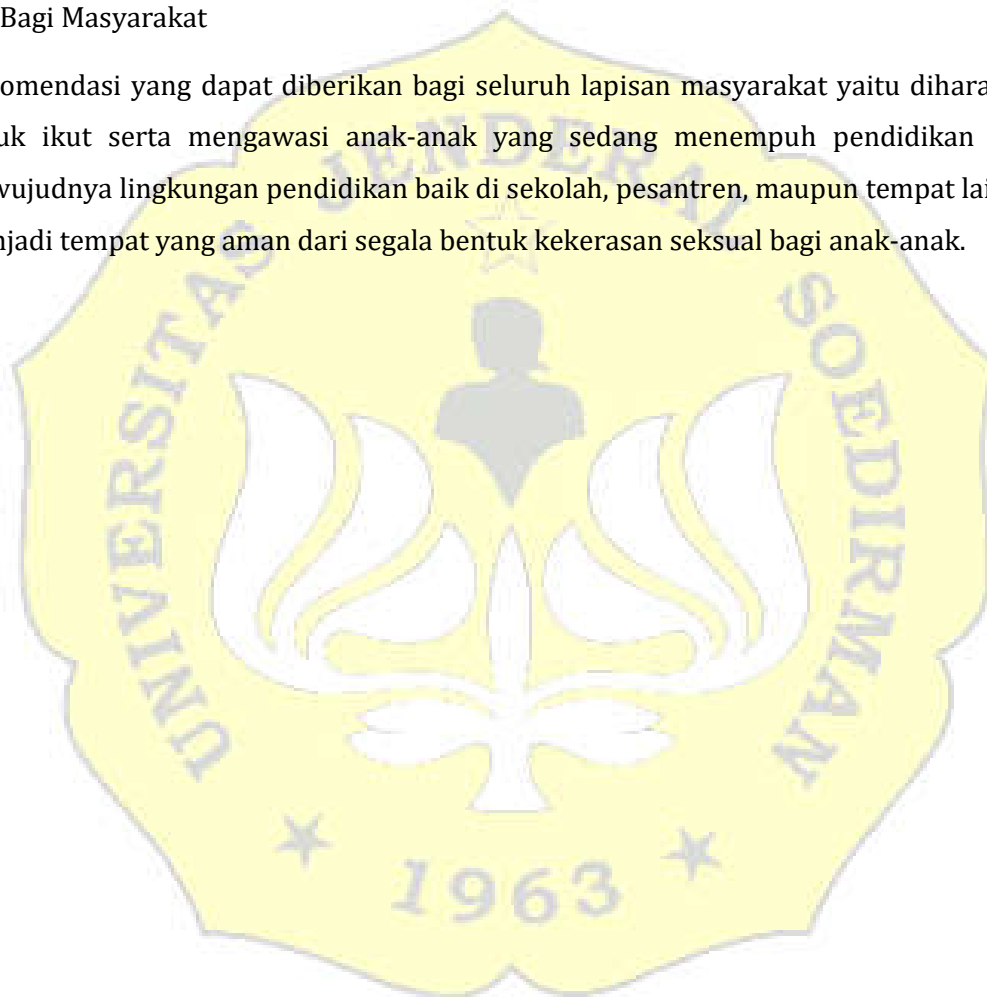 Bagi Masyarakat
omendasi yang dapat diberikan bagi seluruh lapisan masyarakat yaitu dihara
uk ikut serta mengawasi anak-anak yang sedang menempuh pendidikan
wujudnya lingkungan pendidikan baik di sekolah, pesantren, maupun tempat lai
njadi tempat yang aman dari segala bentuk kekerasan seksual bagi anak-anak.
UNIVERSITAS JENDERAL SOEDIRMAN
1963